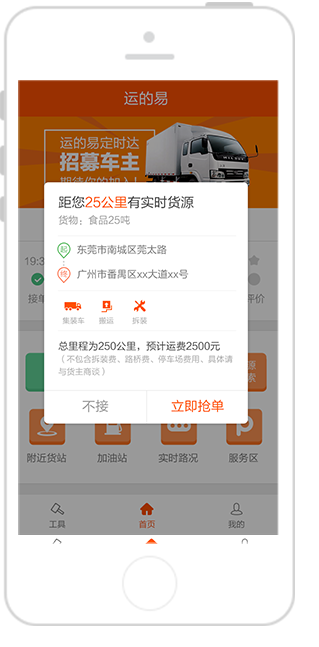 运的易
运的易定时达
招募车主
期待你的加入!
距您25公里有实时货源
货物：食品25吨
起 东莞市南城区莞太路
终 广州市番禺区xx大道xx号
19:3
接单
评价
集装车 搬运 拆装
总里程为250公里，预计运费2500元
（不包含拆装费、路桥费、停车场费用、具体请
与货主商谈）
源
索
不接 立即抢单
附近货站 加油站 实时路况 服务区
工具 首页 我的